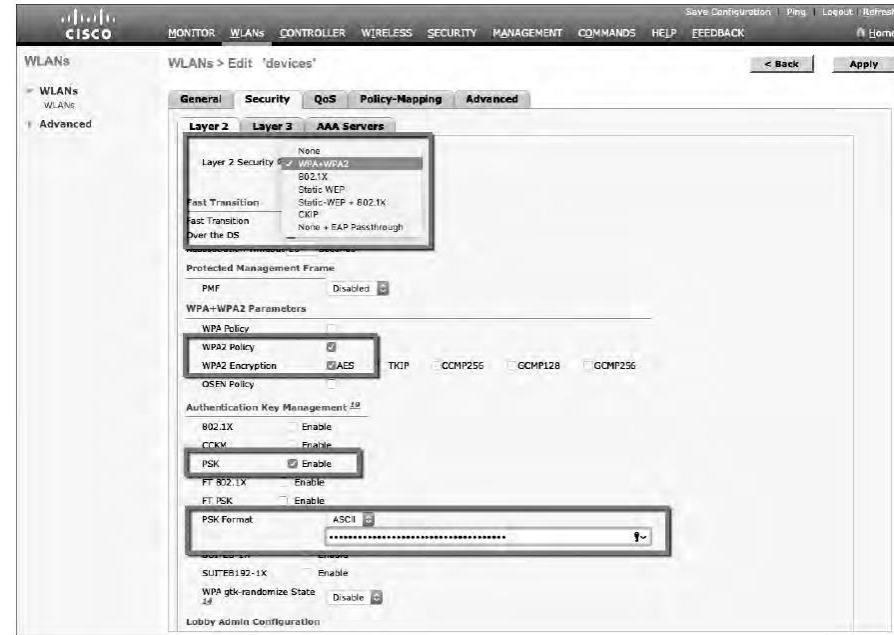 Save Configuration | Ping | Logout | Refresh
CISCO
MONITOR WLANs CONTROLLER WIRELESS SECURITY MANAGEMENT COMMANDS HELP FEEDBACK
Home
WLANs
WLANs > Edit 'devices'
< Back
Apply
WLANs
WLANs
Advanced
General Security QoS Policy-Mapping Advanced
Layer 2 Layer 3 AAA Servers
Layer 2 Security
None
✓ WPA+WPA2
802.1X
Static WEP
Static-WEP + 802.1X
CKIP
None + EAP Passthrough
Fast Transition
Fast Transition
Over the DS
Protected Management Frame
PMF Disabled
WPA+WPA2 Parameters
WPA Policy
WPA2 Policy
WPA2 Encryption AES TKIP CCMP256 GCMP128 GCMP256
OSEN Policy
Authentication Key Management 19
802.1X Enable
CCKM Enable
PSK Enable
FT 802.1X Enable
FT PSK Enable
PSK Format ASCII
SUITEB192-1X Enable
WPA gtk-randomize State Disable
14
Lobby Admin Configuration